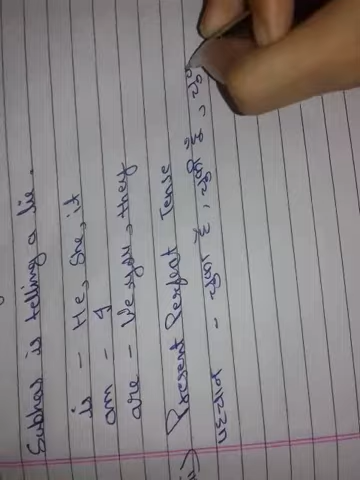 Subhas is telling a lie.
is - He, She, it
am - I
are - We, you, they
Present Perfect Tense
पहचान - चुका है, चुकी है,